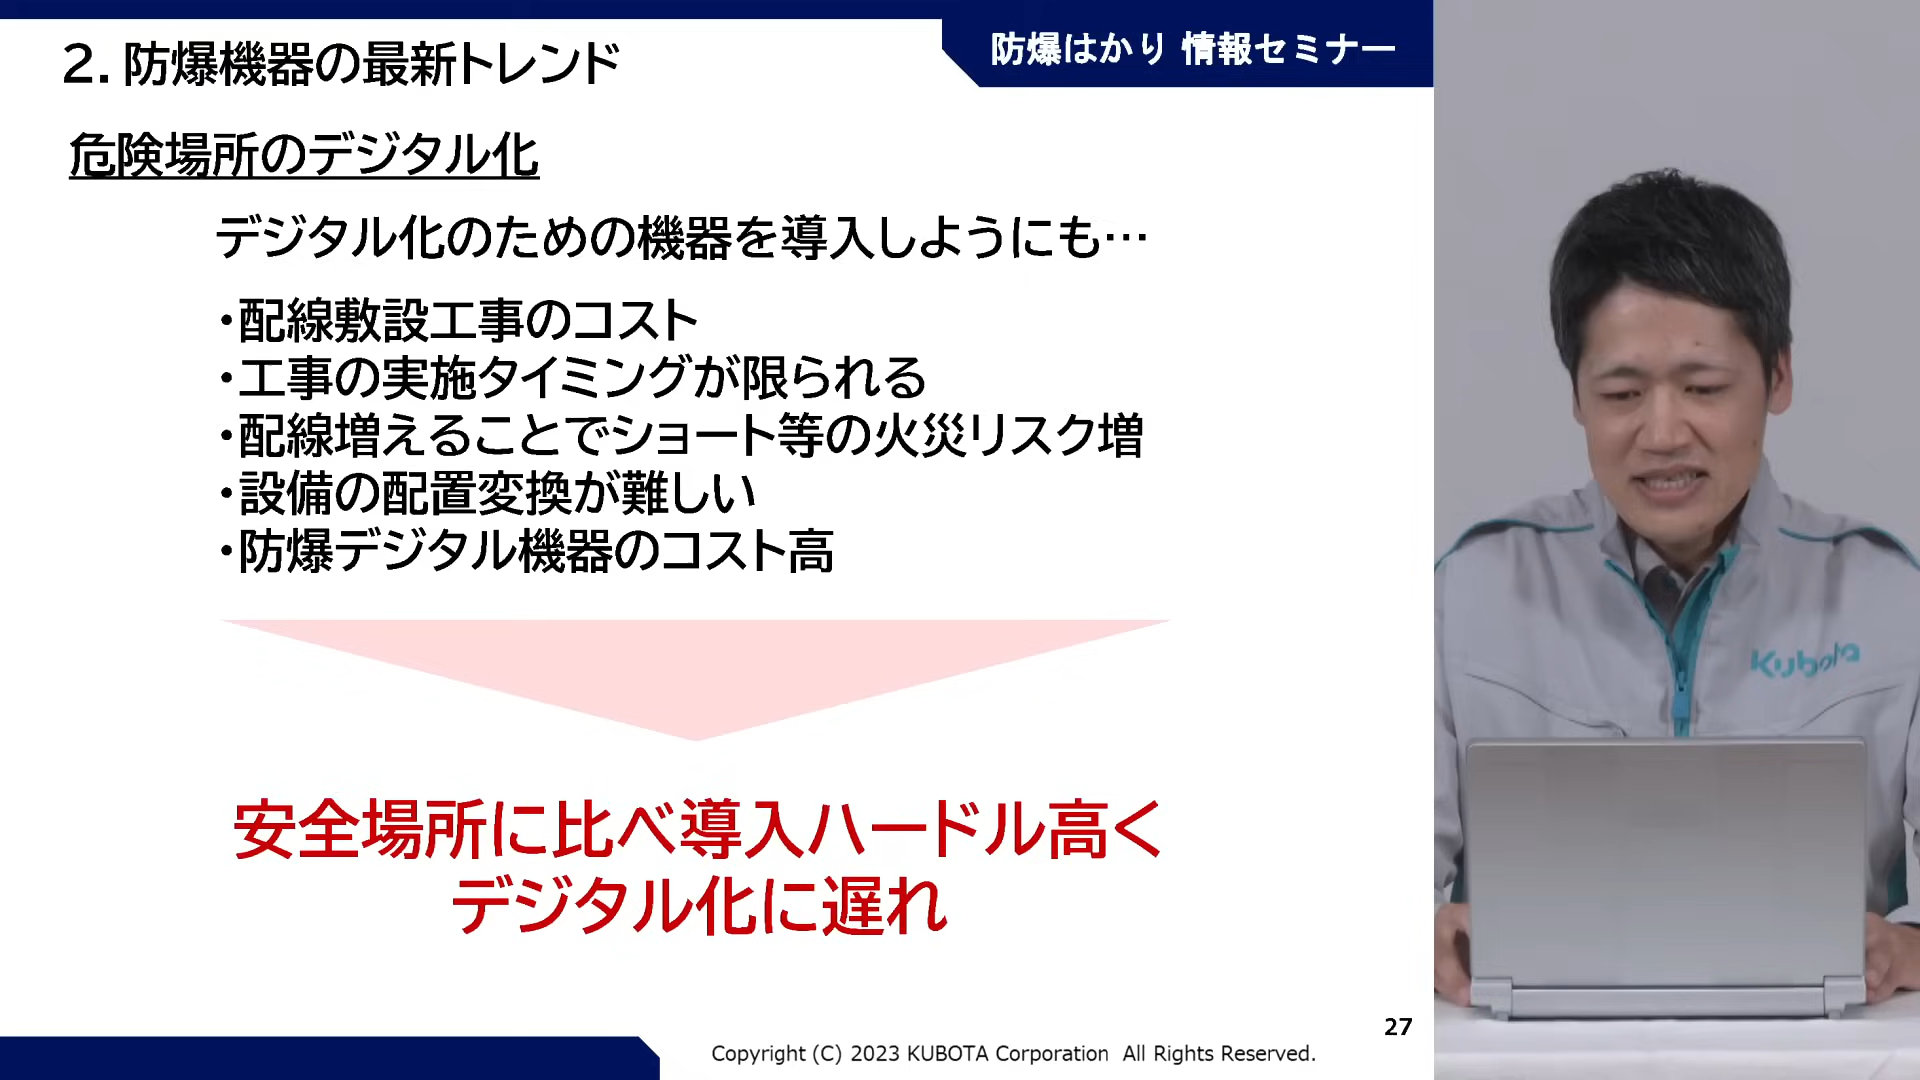 防爆はかり 情報セミナー
2. 防爆機器の最新トレンド
危険場所のデジタル化
デジタル化のための機器を導入しようにも…
・配線敷設工事のコスト
・工事の実施タイミングが限られる
・配線増えることでショート等の火災リスク増
・設備の配置変換が難しい
・防爆デジタル機器のコスト高
安全場所に比べ導入ハードル高く
デジタル化に遅れ
27
Copyright (C) 2023 KUBOTA Corporation All Rights Reserved.
Kubota